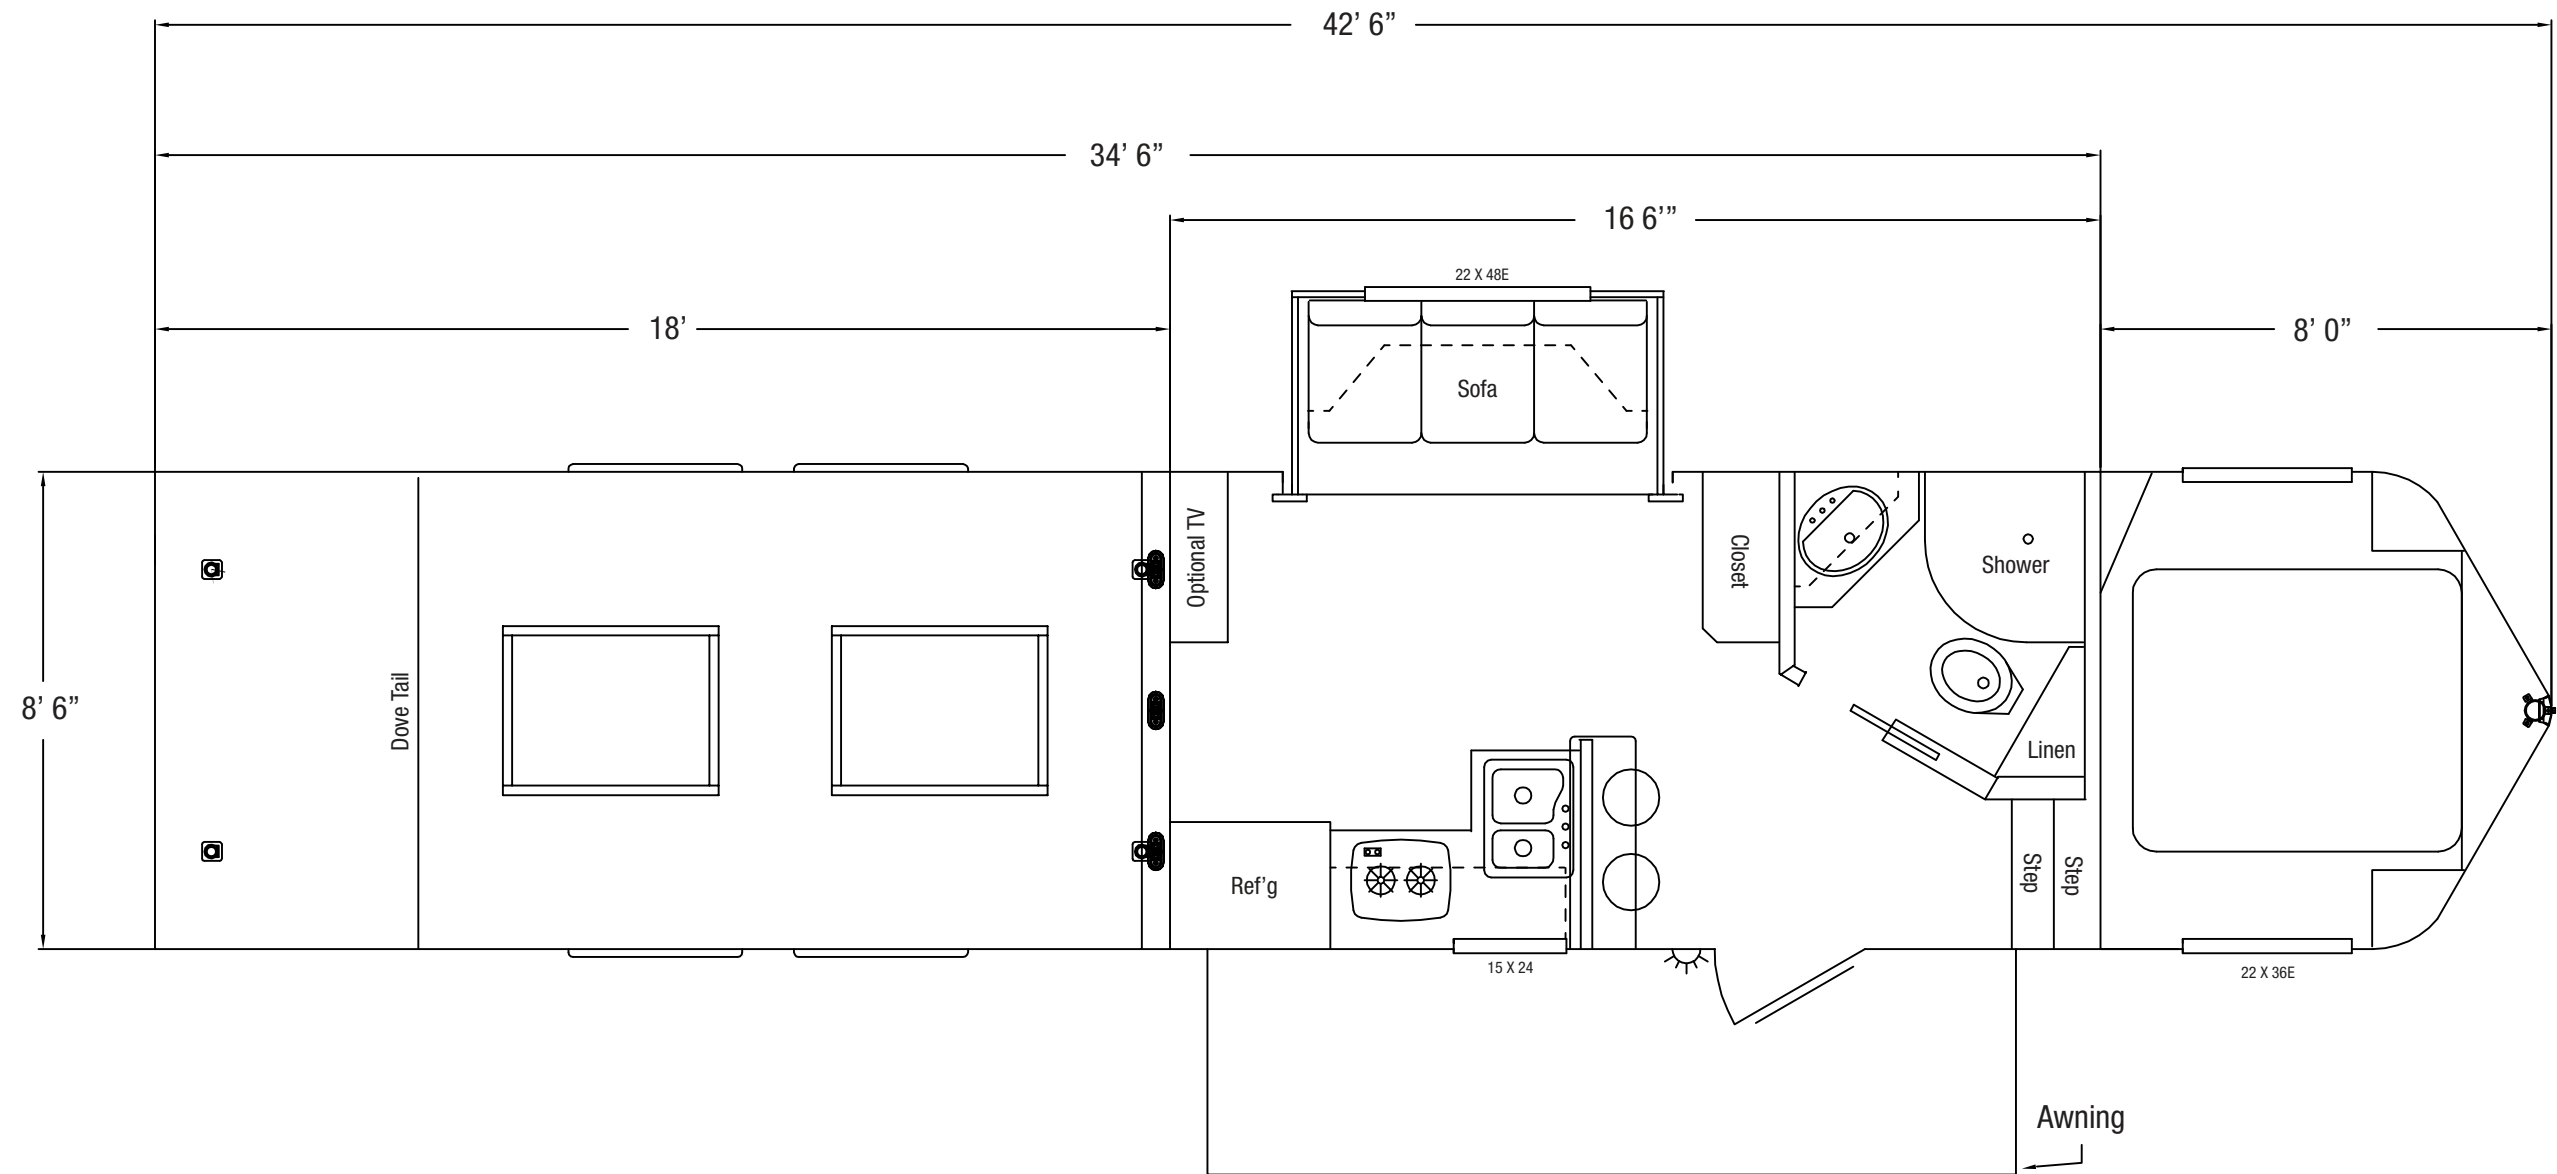 42’ 6”
34’ 6”
16 6’”
22 X 48E
18’
8’ 0”
Sofa
Optional TV
Closet
Shower
8’ 6”
Dove Tail
Linen
Ref’g
Step
Step
15 X 24
22 X 36E
Awning